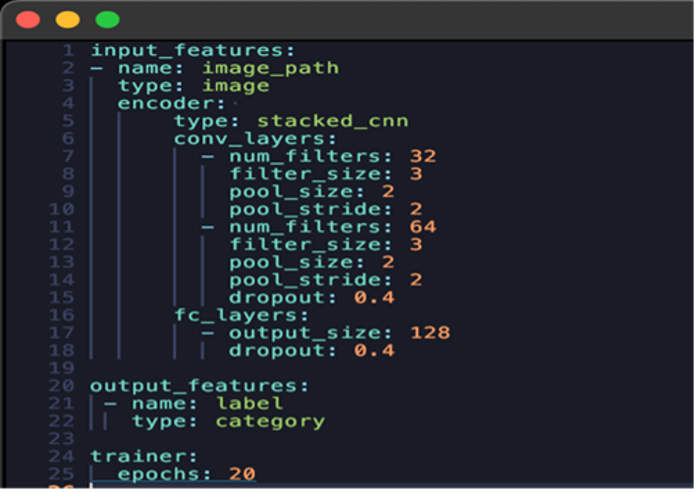 1 input_features:
2 - name: image_path
3 type: image
4 encoder:
5 type: stacked_cnn
6 conv_layers:
7 - num_filters: 32
8 filter_size: 3
9 pool_size: 2
10 pool_stride: 2
11 - num_filters: 64
12 filter_size: 3
13 pool_size: 2
14 pool_stride: 2
15 dropout: 0.4
16 fc_layers:
17 - output_size: 128
18 dropout: 0.4
19
20 output_features:
21 - name: label
22 type: category
23
24 trainer:
25 epochs: 20